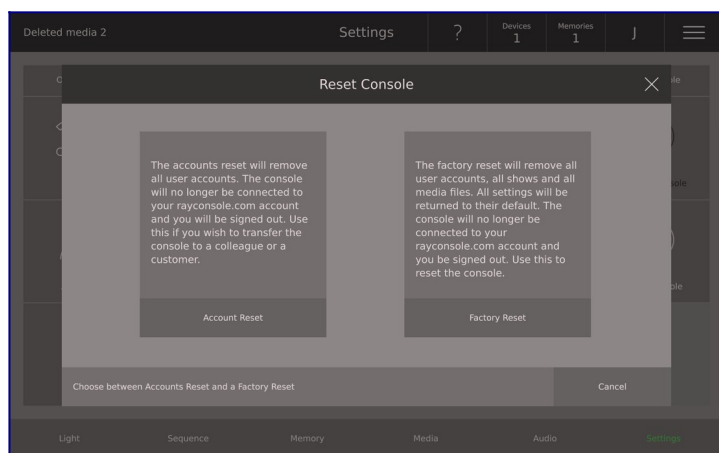 Deleted media 2
Settings
?
Devices
1
Memories
1
J
Reset Console
The accounts reset will remove
all user accounts. The console
will no longer be connected to
your rayconsole.com account
and you will be signed out. Use
this if you wish to transfer the
console to a colleague or a
customer.
Account Reset
The factory reset will remove all
user accounts, all shows and all
media files. All settings will be
returned to their default. The
console will no longer be
connected to your
rayconsole.com account and
you be signed out. Use this to
reset the console.
Factory Reset
Choose between Accounts Reset and a Factory Reset
Cancel
Light
Sequence
Memory
Media
Audio
Settings